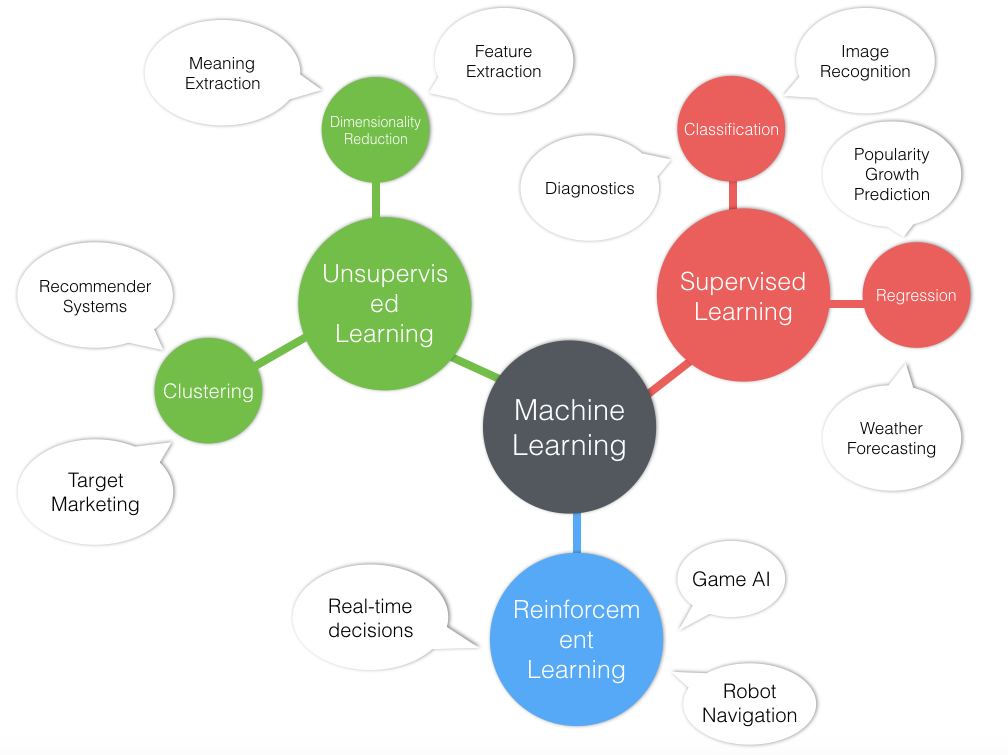 Meaning
Extraction
Feature
Extraction
Dimensionality
Reduction
Recommender
Systems
Unsupervis
ed
Learning
Clustering
Target
Marketing
Image
Recognition
Classification
Diagnostics
Popularity
Growth
Prediction
Supervised
Learning
Regression
Weather
Forecasting
Machine
Learning
Real-time
decisions
Reinforcem
ent
Learning
Game AI
Robot
Navigation